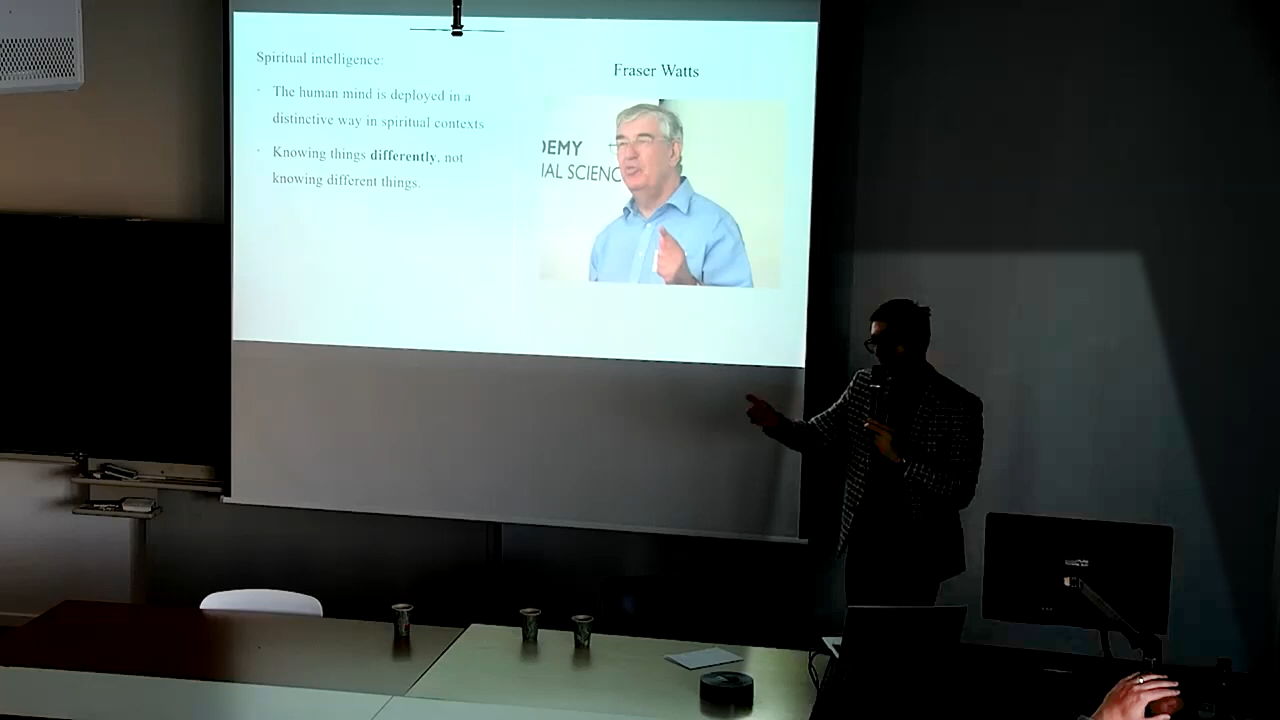 Spiritual intelligence:
· The human mind is deployed in a
distinctive way in spiritual contexts
· Knowing things differently, not
knowing different things.
Fraser Watts
DEMY
IAL SCIENC